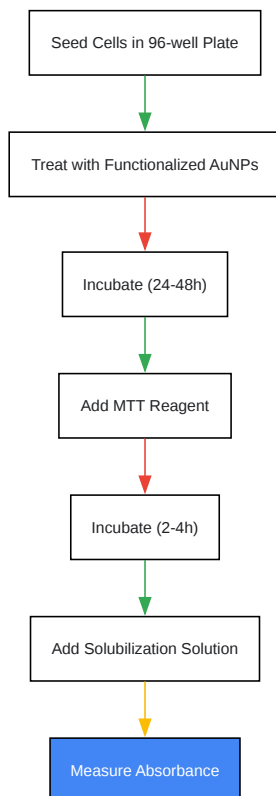 Seed Cells in 96-well Plate
Treat with Functionalized AuNPs
Incubate (24-48h)
Add MTT Reagent
Incubate (2-4h)
Add Solubilization Solution
Measure Absorbance